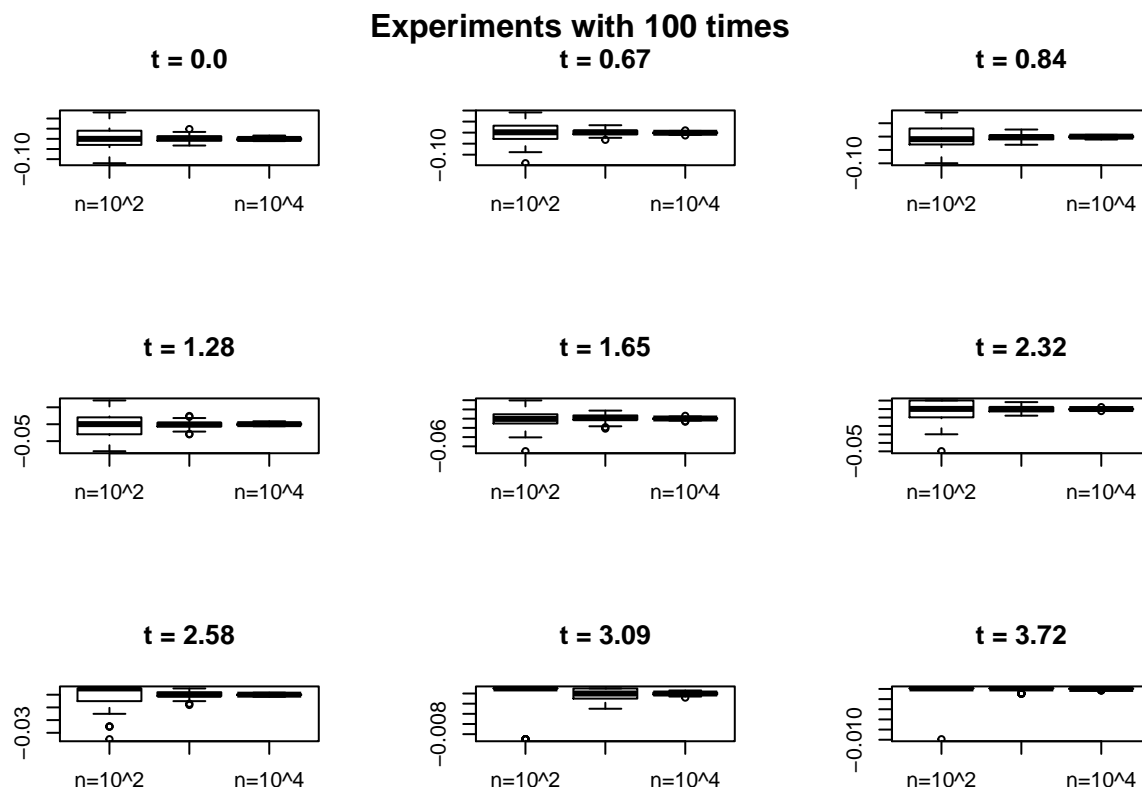 Experiments with 100 times
t = 0.0
t = 0.67
t = 0.84
−0.10
n=10^2
n=10^4
−0.10
n=10^2
n=10^4
−0.10
n=10^2
n=10^4
t = 1.28
t = 1.65
t = 2.32
−0.05
n=10^2
n=10^4
−0.06
n=10^2
n=10^4
−0.05
n=10^2
n=10^4
t = 2.58
t = 3.09
t = 3.72
−0.03
n=10^2
n=10^4
−0.008
n=10^2
n=10^4
−0.010
n=10^2
n=10^4